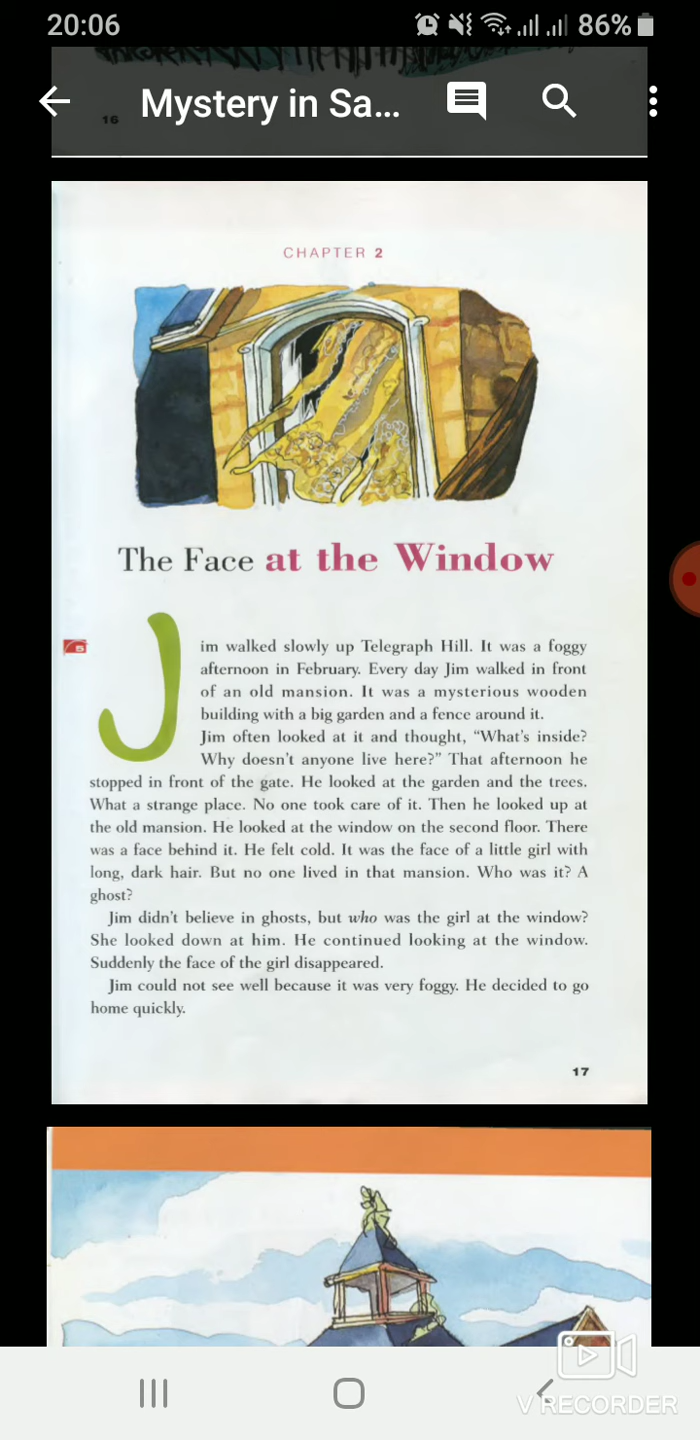 20:06
86%
16
Mystery in Sa...
CHAPTER 2
The Face at the Window
5
Jim walked slowly up Telegraph Hill. It was a foggy
afternoon in February. Every day Jim walked in front
of an old mansion. It was a mysterious wooden
building with a big garden and a fence around it.
Jim often looked at it and thought, “What's inside?
Why doesn't anyone live here?” That afternoon he
stopped in front of the gate. He looked at the garden and the trees.
What a strange place. No one took care of it. Then he looked up at
the old mansion. He looked at the window on the second floor. There
was a face behind it. He felt cold. It was the face of a little girl with
long, dark hair. But no one lived in that mansion. Who was it? A
ghost?
Jim didn't believe in ghosts, but who was the girl at the window?
She looked down at him. He continued looking at the window.
Suddenly the face of the girl disappeared.
Jim could not see well because it was very foggy. He decided to go
home quickly.
17
V RECORDER